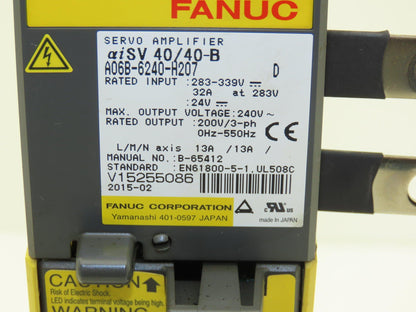 FANUC
SERVO AMPLIFIER
αiSV 40/40-B
A06B-6240-H207 D
RATED INPUT :283-339V
32A at 283V
:24V
MAX. OUTPUT VOLTAGE:240V~
RATED OUTPUT :200V/3-ph
0Hz-550Hz
L/M/N axis 13A /13A /
MANUAL NO. :B-65412
STANDARD :EN61800-5-1,UL508C
V15255086
2015-02
FANUC CORPORATION
Yamanashi 401-0597 JAPAN
c UL us
made in JAPAN
CAUTION
Risk of Electric Shock.
LED indicates terminal voltage being high.
WARNING